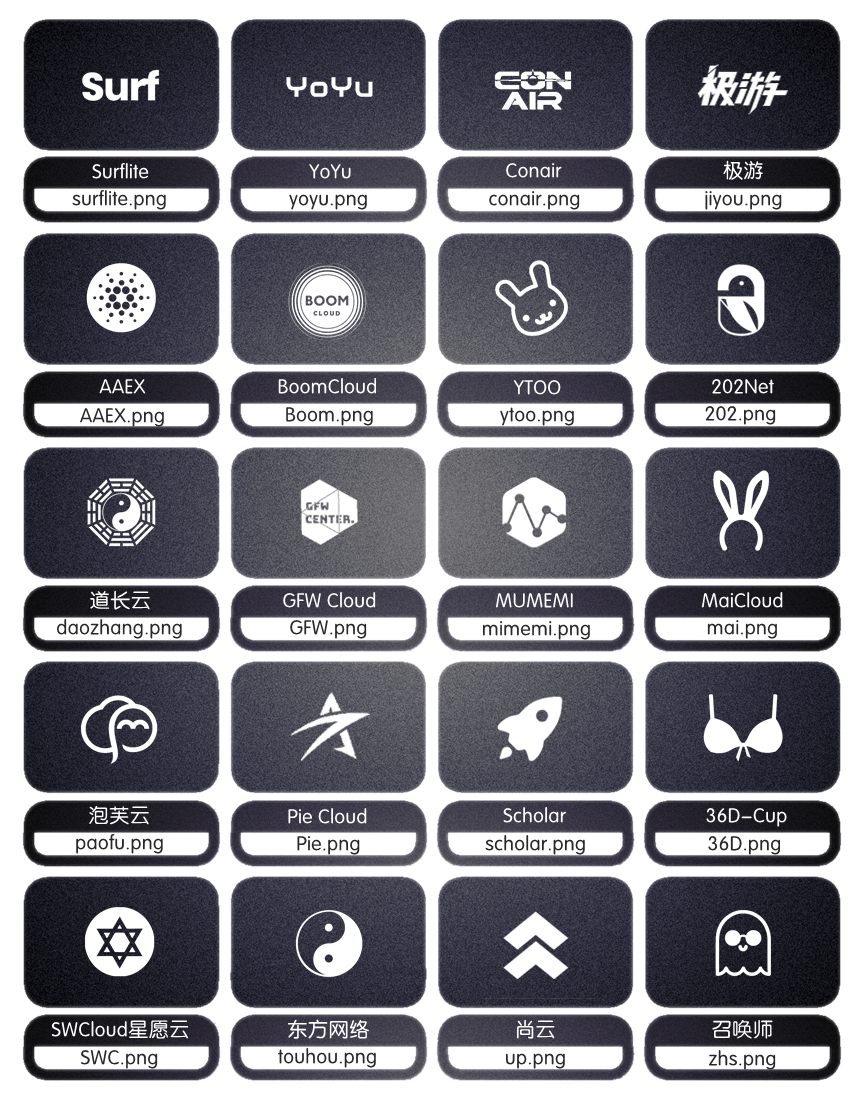 Surf
YoYu
CON
AIR
极游
Surflite
YoYu
Conair
极游
surflite.png
yoyu.png
conair.png
jiyou.png
BOOM
CLOUD
AAEX
BoomCloud
YTOO
202Net
AAEX.png
Boom.png
ytoo.png
202.png
GFW
CENTER.
道长云
GFW Cloud
MUMEMI
MaiCloud
daozhang.png
GFW.png
mimemi.png
mai.png
泡芙云
Pie Cloud
Scholar
36D-Cup
paofu.png
Pie.png
scholar.png
36D.png
SWCloud星愿云
东方网络
尚云
召唤师
SWC.png
touhou.png
up.png
zhs.png